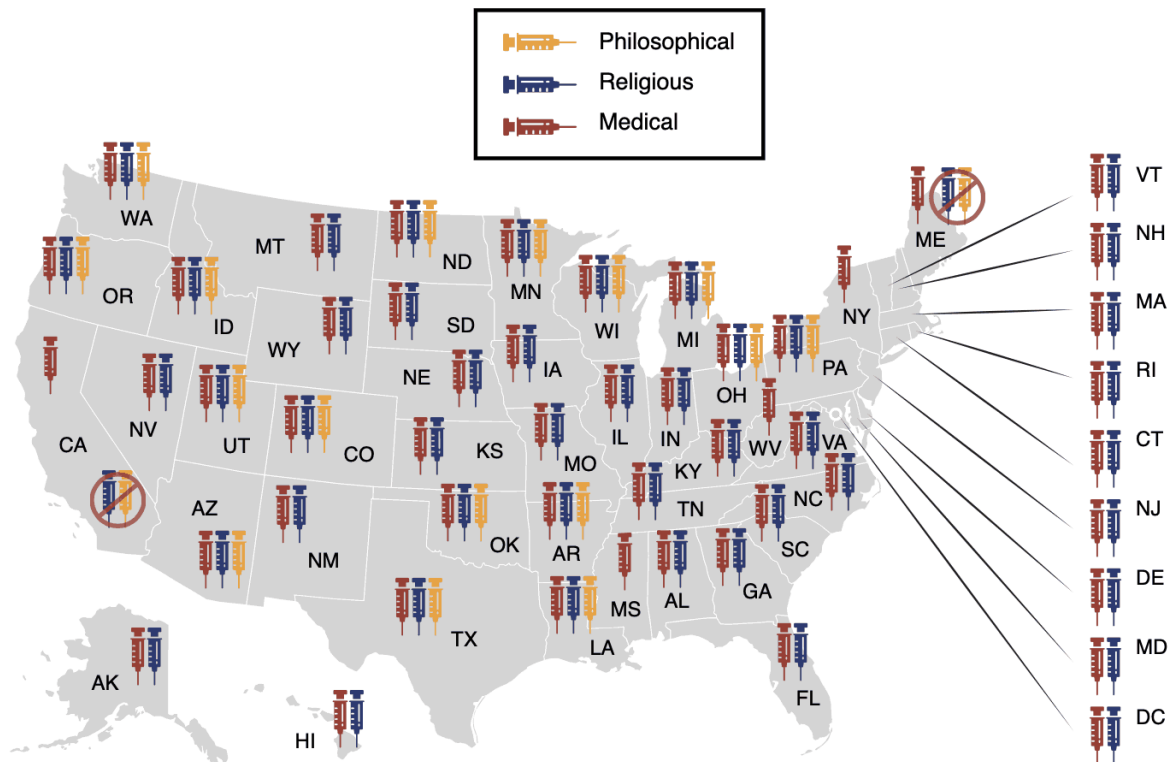 Philosophical
Religious
Medical
WA
MT
ND
MN
ME
VT
OR
ID
WY
SD
WI
MI
NY
NH
MA
NE
IA
OH
PA
RI
CA
NV
UT
CO
KS
MO
IL
IN
KY
WV
VA
CT
AZ
NM
OK
AR
TN
NC
SC
NJ
TX
LA
MS
AL
GA
DE
AK
HI
FL
MD
DC